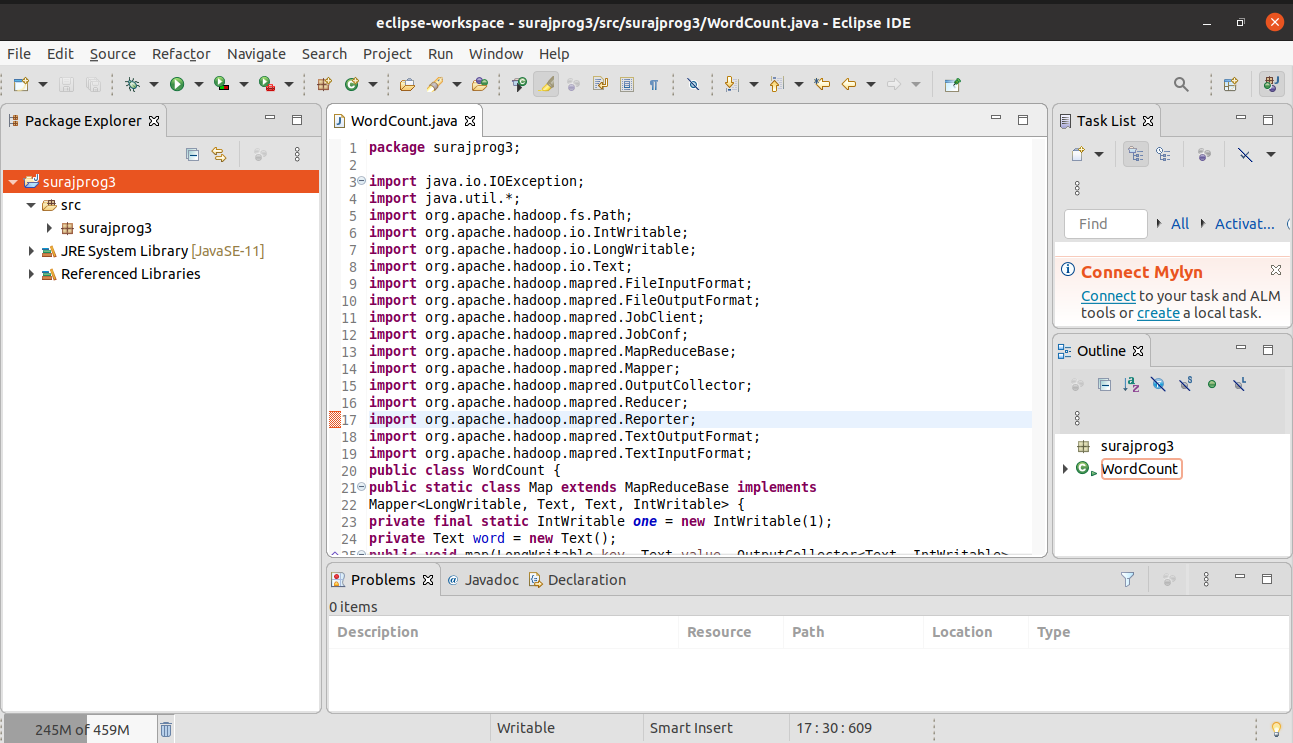 eclipse-workspace - surajprog3/src/surajprog3/WordCount.java - Eclipse IDE
File Edit Source Refactor Navigate Search Project Run Window Help
Package Explorer
surajprog3
src
surajprog3
JRE System Library [JavaSE-11]
Referenced Libraries
WordCount.java
1 package surajprog3;
2
3 import java.io.IOException;
4 import java.util.*;
5 import org.apache.hadoop.fs.Path;
6 import org.apache.hadoop.io.IntWritable;
7 import org.apache.hadoop.io.LongWritable;
8 import org.apache.hadoop.io.Text;
9 import org.apache.hadoop.mapred.FileInputFormat;
10 import org.apache.hadoop.mapred.FileOutputFormat;
11 import org.apache.hadoop.mapred.JobClient;
12 import org.apache.hadoop.mapred.JobConf;
13 import org.apache.hadoop.mapred.MapReduceBase;
14 import org.apache.hadoop.mapred.Mapper;
15 import org.apache.hadoop.mapred.OutputCollector;
16 import org.apache.hadoop.mapred.Reducer;
17 import org.apache.hadoop.mapred.Reporter;
18 import org.apache.hadoop.mapred.TextOutputFormat;
19 import org.apache.hadoop.mapred.TextInputFormat;
20 public class WordCount {
21 public static class Map extends MapReduceBase implements
22 Mapper<LongWritable, Text, Text, IntWritable> {
23 private final static IntWritable one = new IntWritable(1);
24 private Text word = new Text();
25 public void map(LongWritable key, Text value, OutputCollector<Text, IntWritable>
Task List
Find All Activat...
Connect Mylyn
Connect to your task and ALM
tools or create a local task.
Outline
surajprog3
WordCount
Problems Javadoc Declaration
0 items
Description Resource Path Location Type
245M of 459M Writable Smart Insert 17 : 30 : 609